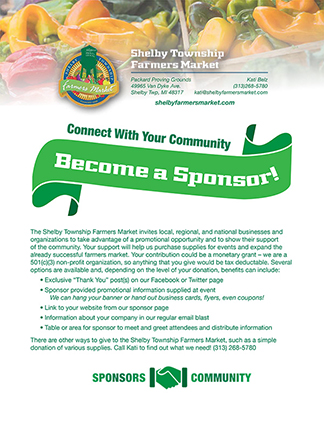 Farmers Market
Shelby Township
Farmers Market
Packard Proving Grounds
49965 Van Dyke Ave.
Shelby Twp, MI 48317
Kati Belz
(313)268-5780
kati@shelbyfarmersmarket.com
shelbyfarmersmarket.com
Connect With Your Community
Become a Sponsor!
The Shelby Township Farmers Market invites local, regional, and national businesses and
organizations to take advantage of a promotional opportunity and to show their support
of the community. Your support will help us purchase supplies for events and expand the
already successful farmers market. Your contribution could be a monetary grant – we are a
501(c)(3) non-profit organization, so anything that you give would be tax deductable. Several
options are available and, depending on the level of your donation, benefits can include:
• Exclusive “Thank You” post(s) on our Facebook or Twitter page
• Sponsor provided promotional information supplied at event
We can hang your banner or hand out business cards, flyers, even coupons!
• Link to your website from our sponsor page
• Information about your company in our regular email blast
• Table or area for sponsor to meet and greet attendees and distribute information
There are other ways to give to the Shelby Township Farmers Market, such as a simple
donation of various supplies. Call Kati to find out what we need! (313) 268-5780
SPONSORS COMMUNITY